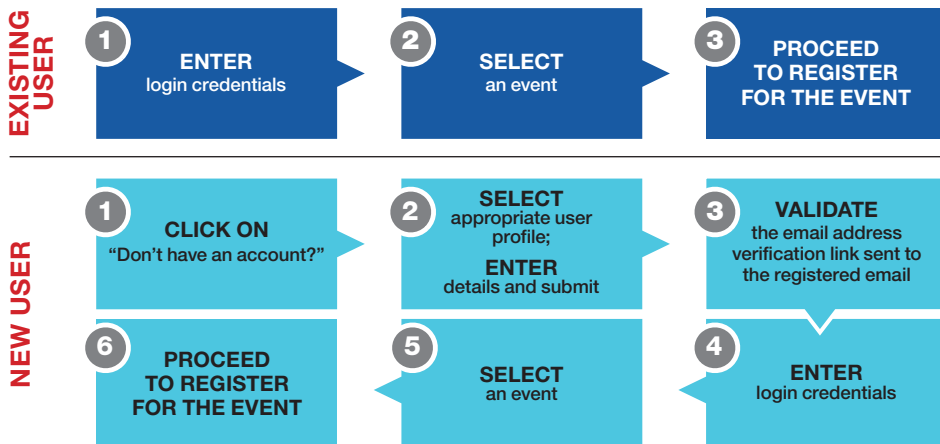 EXISTING
USER
1
ENTER
login credentials
2
SELECT
an event
3
PROCEED
TO REGISTER
FOR THE EVENT
NEW USER
1
CLICK ON
“Don’t have an account?”
2
SELECT
appropriate user
profile;
ENTER
details and submit
3
VALIDATE
the email address
verification link sent to
the registered email
4
ENTER
login credentials
5
SELECT
an event
6
PROCEED
TO REGISTER
FOR THE EVENT